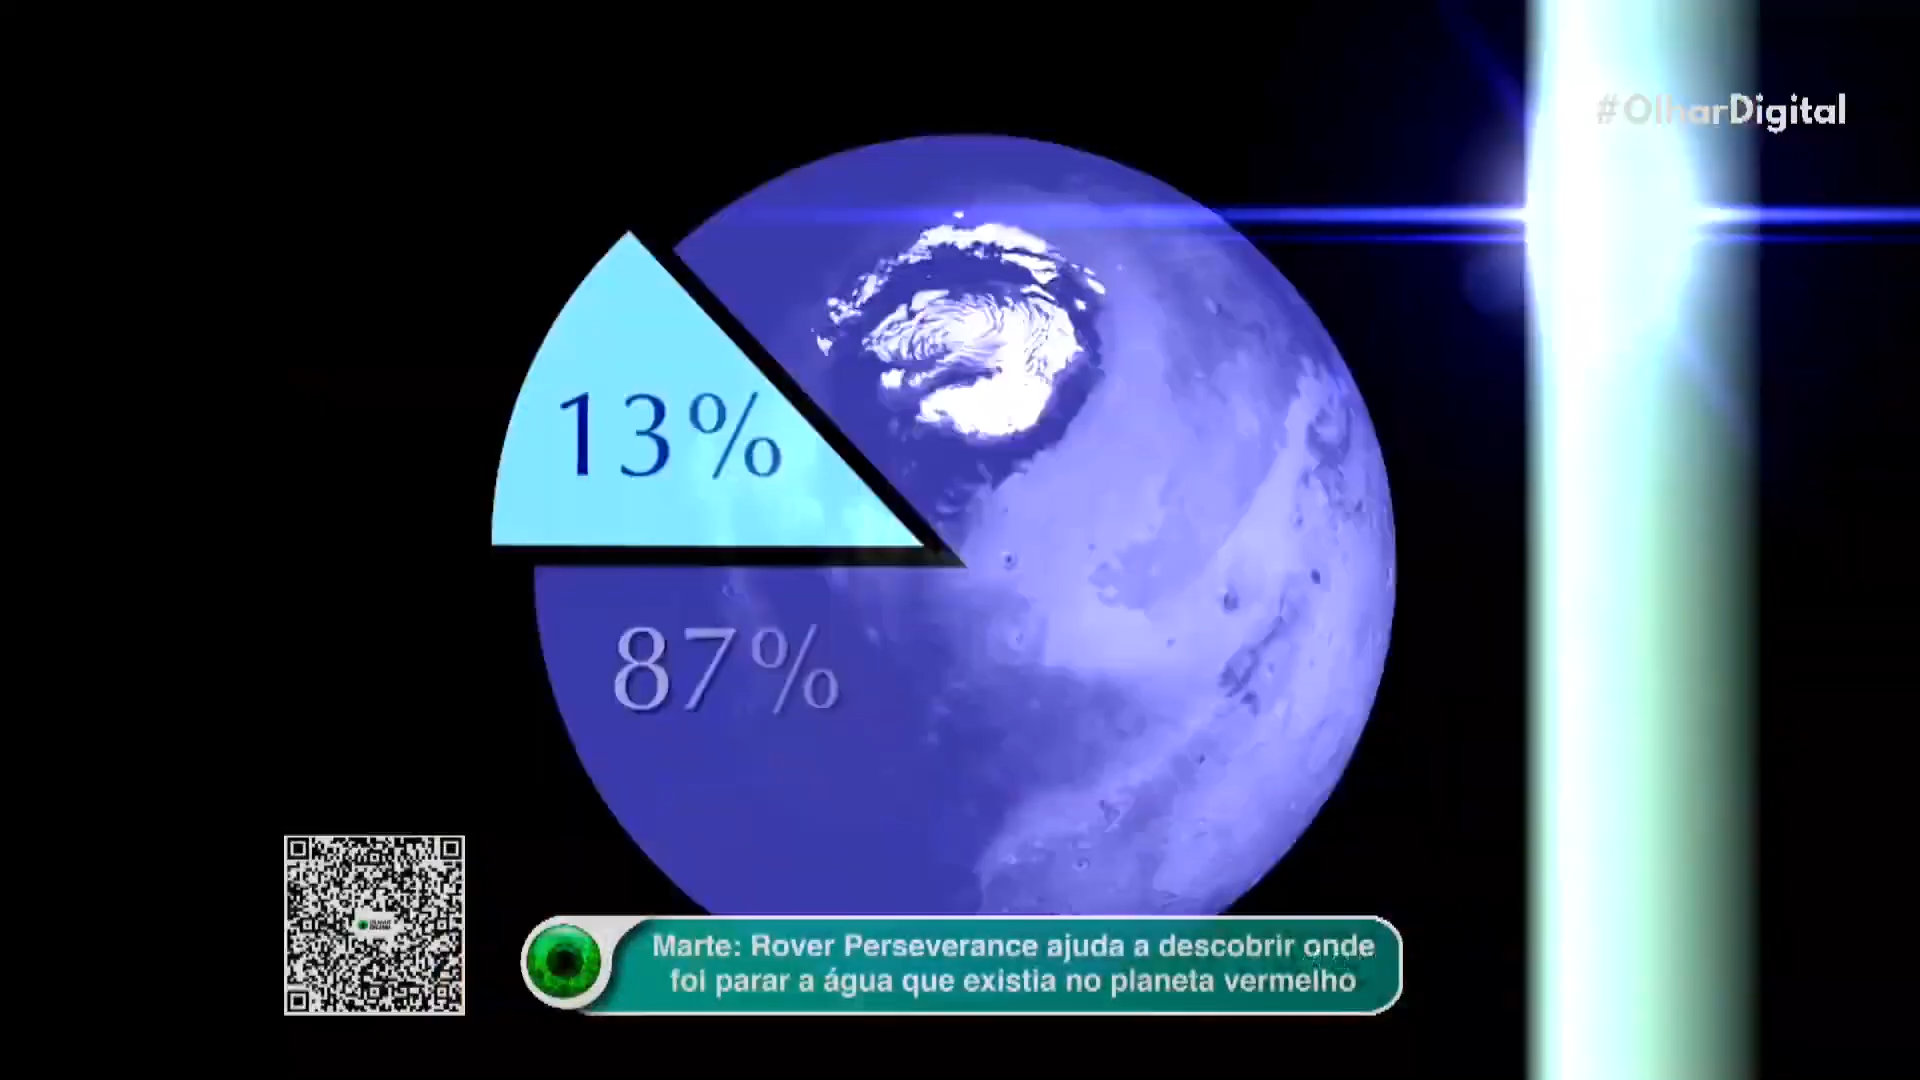 #OlharDigital
13%
87%
Marte: Rover Perseverance ajuda a descobrir onde
foi parar a água que existia no planeta vermelho